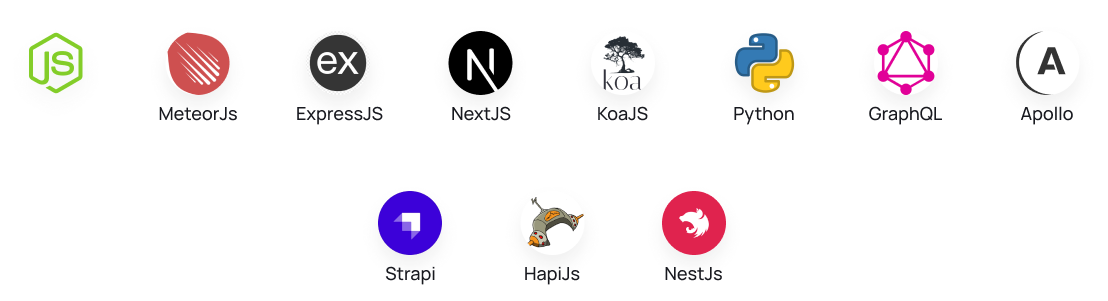 JS
ex
N
koa
A
MeteorJs ExpressJS NextJS KoaJS Python GraphQL Apollo
Strapi HapiJs NestJs